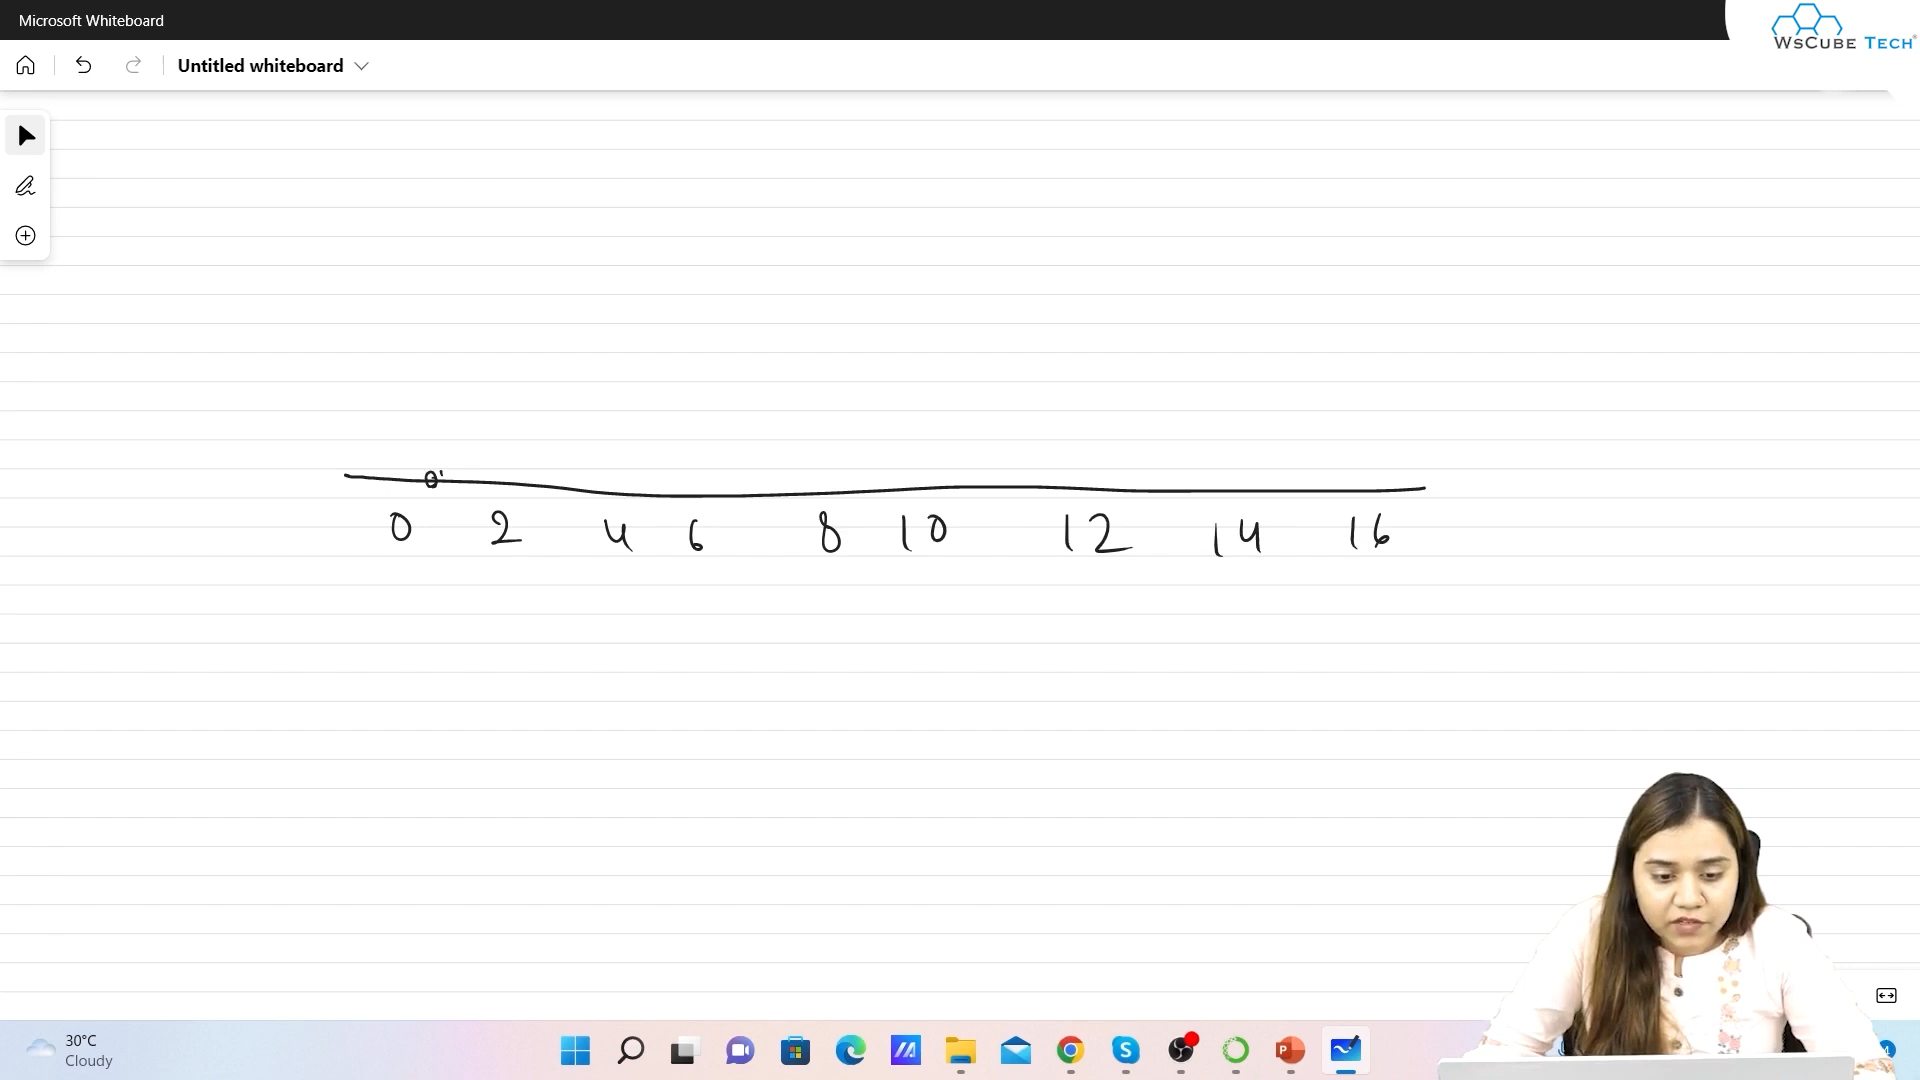 Microsoft Whiteboard
WsCube Tech
Untitled whiteboard
0 2 4 6 8 10 12 14 16
30°C
Cloudy